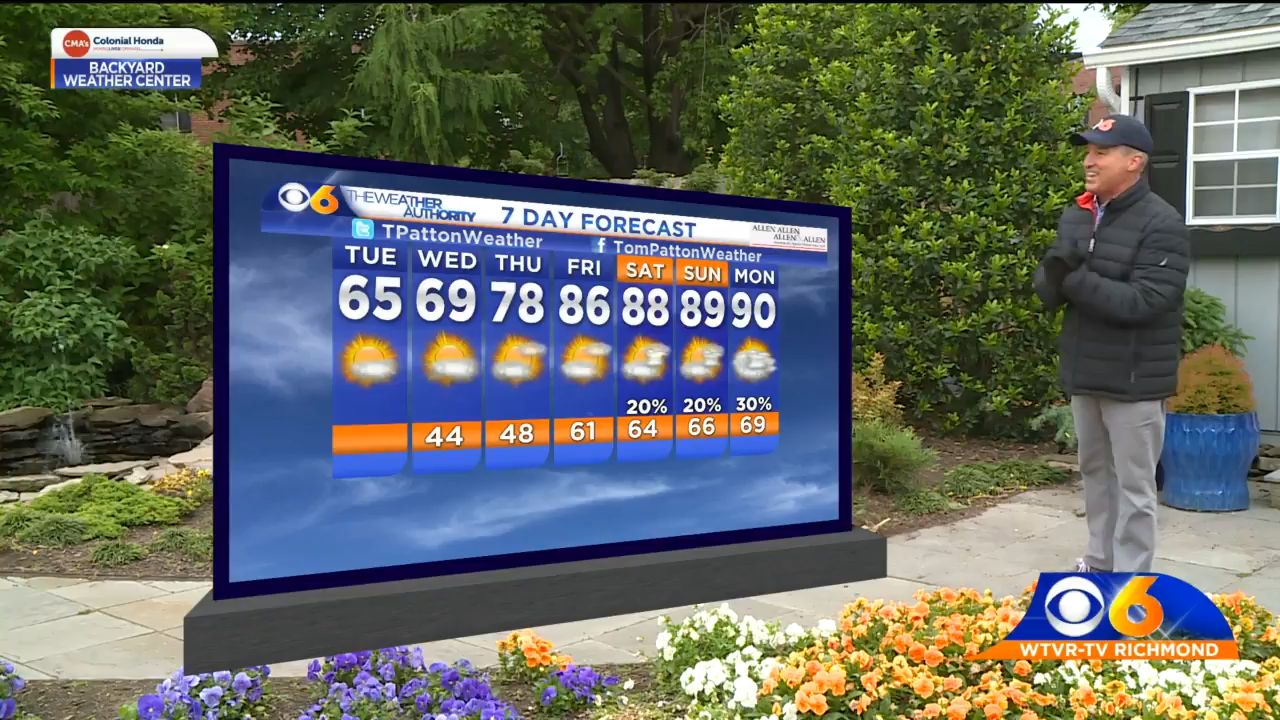 CMA's Colonial Honda
BACKYARD
WEATHER CENTER
6 THE WEATHER
AUTHORITY
7 DAY FORECAST
ALLEN ALLEN
ALLEN & ALLEN
TPattonWeather
f TomPattonWeather
TUE WED THU FRI SAT SUN MON
65 69 78 86 88 89 90
20% 20% 30%
44 48 61 64 66 69
6
WTVR-TV RICHMOND